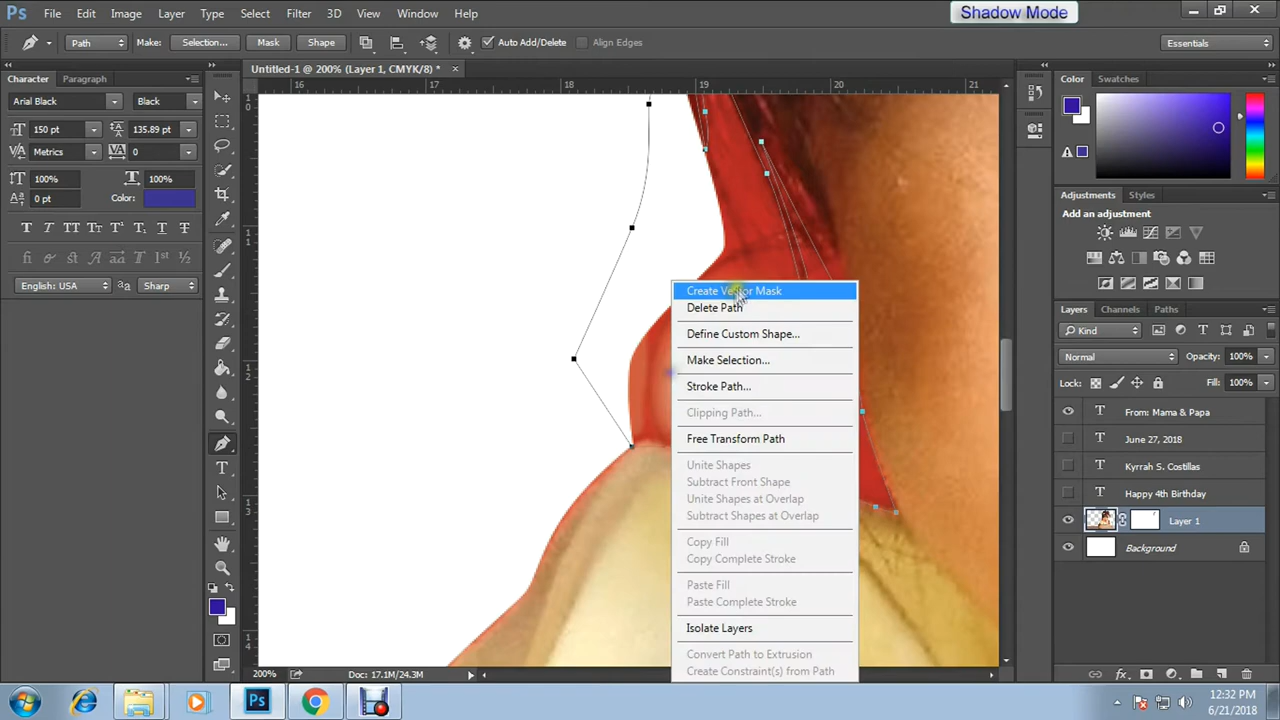 Ps File Edit Image Layer Type Select Filter 3D View Window Help
Shadow Mode
Path Make: Selection... Mask Shape Auto Add/Delete Align Edges Essentials
Character Paragraph
Untitled-1 @ 200% (Layer 1, CMYK/8) *
16 17 18 19 20 21
Arial Black Black
150 pt 135.89 pt
Metrics 0
100% 100%
0 pt Color:
English: USA Sharp
Color Swatches
Adjustments Styles
Add an adjustment
Layers Channels Paths
Kind
Normal Opacity: 100%
Lock: Fill: 100%
From: Mama & Papa
June 27, 2018
Kyrrah S. Costillas
Happy 4th Birthday
Layer 1
Background
Create Vector Mask
Delete Path
Define Custom Shape...
Make Selection...
Stroke Path...
Clipping Path...
Free Transform Path
Unite Shapes
Subtract Front Shape
Unite Shapes at Overlap
Subtract Shapes at Overlap
Copy Fill
Copy Complete Stroke
Paste Fill
Paste Complete Stroke
Isolate Layers
Convert Path to Extrusion
Create Constraint(s) from Path
200% Doc: 17.1M/24.3M
12:32 PM
6/21/2018